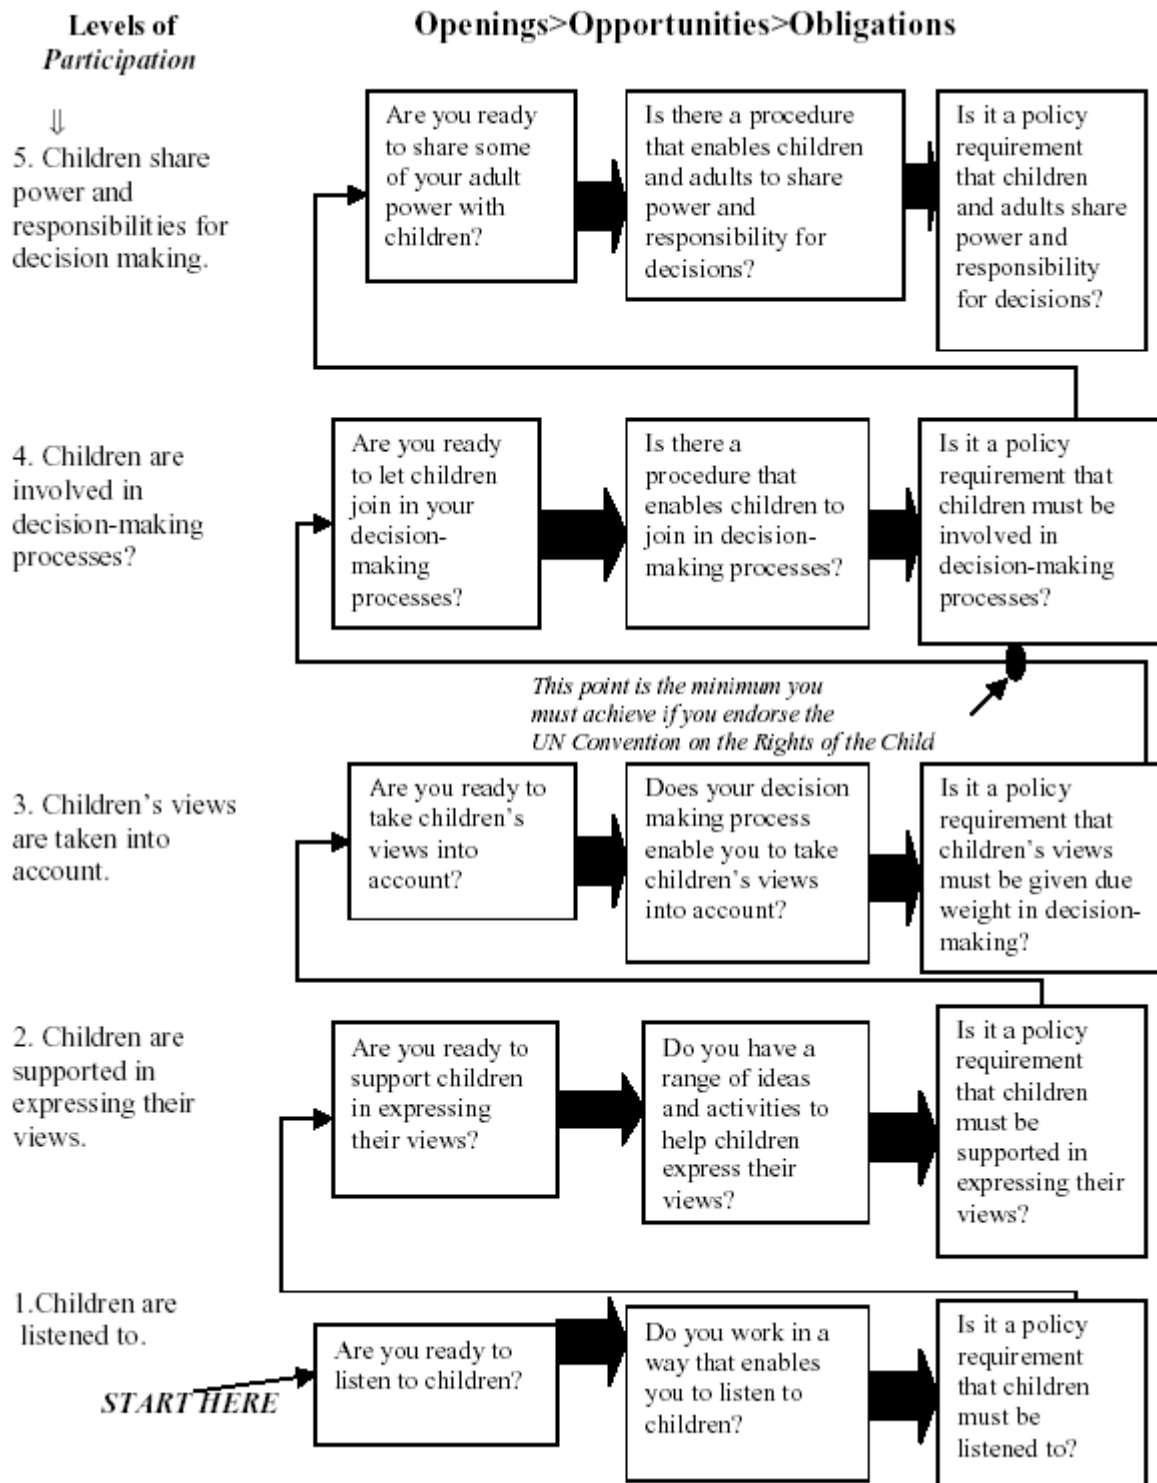 Levels of
Participation
⇓
Openings>Opportunities>Obligations
5. Children share
power and
responsibilities for
decision making.
Are you ready
to share some
of your adult
power with
children?
Is there a procedure
that enables children
and adults to share
power and
responsibility for
decisions?
Is it a policy
requirement
that children
and adults share
power and
responsibility
for decisions?
4. Children are
involved in
decision-making
processes?
Are you ready
to let children
join in your
decision-
making
processes?
Is there a
procedure that
enables children to
join in decision-
making processes?
Is it a policy
requirement that
children must be
involved in
decision-making
processes?
This point is the minimum you
must achieve if you endorse the
UN Convention on the Rights of the Child
3. Children’s views
are taken into
account.
Are you ready to
take children’s
views into
account?
Does your decision
making process
enable you to take
children’s views
into account?
Is it a policy
requirement that
children’s views
must be given due
weight in decision-
making?
2. Children are
supported in
expressing their
views.
Are you ready to
support children
in expressing
their views?
Do you have a
range of ideas
and activities to
help children
express their
views?
Is it a policy
requirement
that children
must be
supported in
expressing their
views?
1.Children are
listened to.
START HERE
Are you ready to
listen to children?
Do you work in a
way that enables
you to listen to
children?
Is it a policy
requirement
that children
must be
listened to?